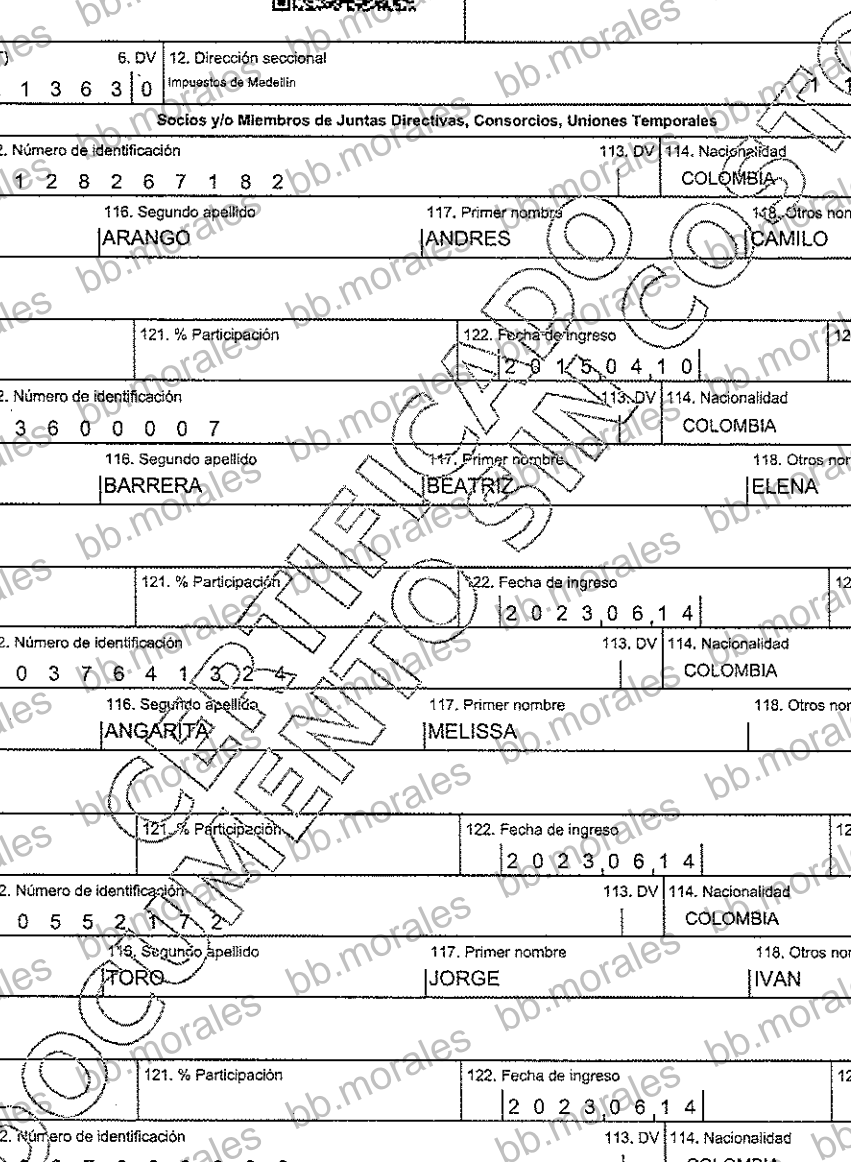 6. DV 12. Dirección seccional
1 3 6 3 0 Impuestos de Medellín
Socios y/o Miembros de Juntas Directivas, Consorcios, Uniones Temporales
Número de identificación 113. DV 114. Nacionalidad
1 2 8 2 6 7 1 8 2 COLOMBIA
116. Segundo apellido 117. Primer nombre 118. Otros
ARANGO ANDRES CAMILO
121. % Participación 122. Fecha de ingreso
2 0 1 5 0 4 1 0
Número de identificación 113. DV 114. Nacionalidad
3 6 0 0 0 0 7 COLOMBIA
116. Segundo apellido 117. Primer nombre 118. Otros
BARRERA BEATRIZ ELENA
121. % Participación 122. Fecha de ingreso
2 0 2 3 0 6 1 4
Número de identificación 113. DV 114. Nacionalidad
0 3 7 6 4 1 3 2 4 COLOMBIA
116. Segundo apellido 117. Primer nombre 118. Otros
ANGARITA MELISSA
121. % Participación 122. Fecha de ingreso
2 0 2 3 0 6 1 4
Número de identificación 113. DV 114. Nacionalidad
0 5 5 2 1 7 2 COLOMBIA
116. Segundo apellido 117. Primer nombre 118. Otros
TORO JORGE IVAN
121. % Participación 122. Fecha de ingreso
2 0 2 3 0 6 1 4
Número de identificación 113. DV 114. Nacionalidad
CERTIFICADO
DOCUMENTO SIN COSTO
bb.morales